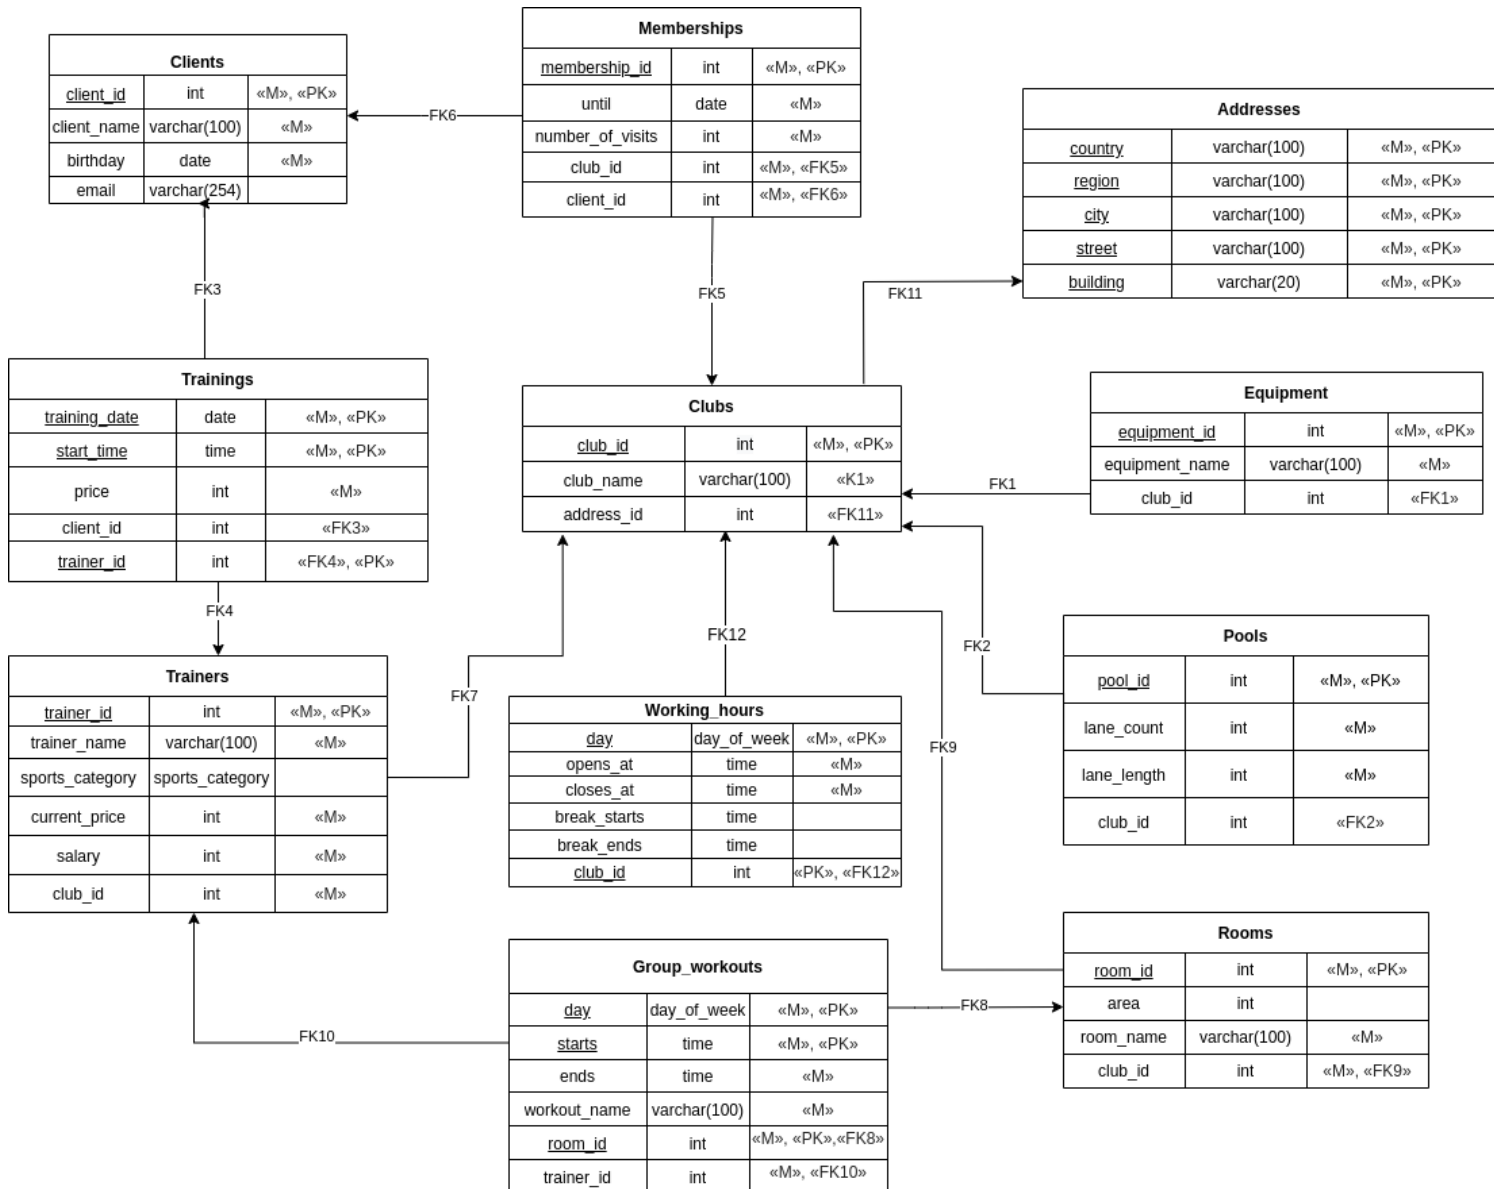 Clients
client_id int «M», «PK»
client_name varchar(100) «M»
birthday date «M»
email varchar(254)
Memberships
membership_id int «M», «PK»
until date «M»
number_of_visits int «M»
club_id int «M», «FK5»
client_id int «M», «FK6»
Addresses
country varchar(100) «M», «PK»
region varchar(100) «M», «PK»
city varchar(100) «M», «PK»
street varchar(100) «M», «PK»
building varchar(20) «M», «PK»
FK6
FK3
FK5
FK11
Trainings
training_date date «M», «PK»
start_time time «M», «PK»
price int «M»
client_id int «FK3»
trainer_id int «FK4», «PK»
Clubs
club_id int «M», «PK»
club_name varchar(100) «K1»
address_id int «FK11»
Equipment
equipment_id int «M», «PK»
equipment_name varchar(100) «M»
club_id int «FK1»
FK1
FK4
FK7
FK12
FK2
FK9
Trainers
trainer_id int «M», «PK»
trainer_name varchar(100) «M»
sports_category sports_category
current_price int «M»
salary int «M»
club_id int «M»
Working_hours
day day_of_week «M», «PK»
opens_at time «M»
closes_at time «M»
break_starts time
break_ends time
club_id int «PK», «FK12»
Pools
pool_id int «M», «PK»
lane_count int «M»
lane_length int «M»
club_id int «FK2»
FK10
FK8
Group_workouts
day day_of_week «M», «PK»
starts time «M», «PK»
ends time «M»
workout_name varchar(100) «M»
room_id int «M», «PK»,«FK8»
trainer_id int «M», «FK10»
Rooms
room_id int «M», «PK»
area int
room_name varchar(100) «M»
club_id int «M», «FK9»